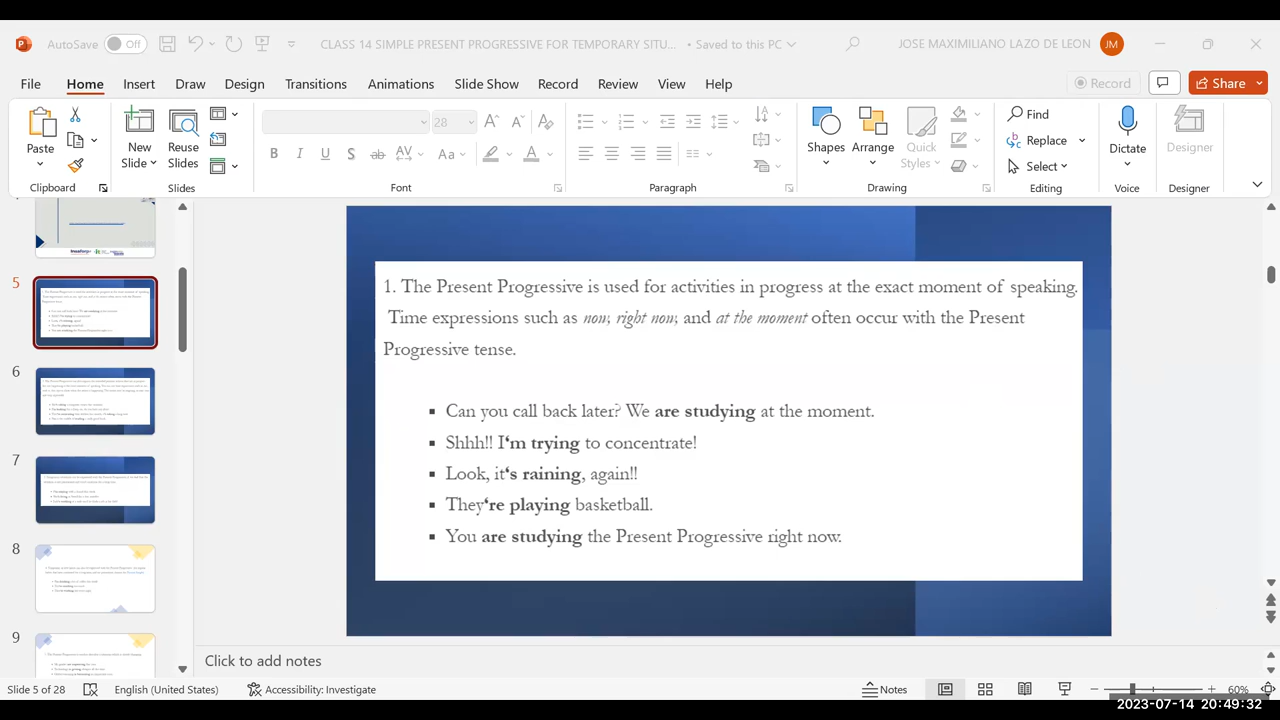 AutoSave Off CLASS 14 SIMPLE PRESENT PROGRESSIVE FOR TEMPORARY SITU... • Saved to this PC JOSE MAXIMILIANO LAZO DE LEON JM
File Home Insert Draw Design Transitions Animations Slide Show Record Review View Help Record Share
Paste New Slide Reuse Slides 28 Shapes Arrange Quick Styles Find Replace Select Dictate Designer
B I U S ab AV Aa A
Clipboard Slides Font Paragraph Drawing Editing Voice Designer
1. The Present Progressive is used for activities in progress at the exact moment of speaking.
Time expressions such as now, right now, and at the moment often occur with the Present
Progressive tense.
▪ Can you call back later? We are studying at the moment.
▪ Shhh!! I‘m trying to concentrate!
▪ Look, it‘s raining, again!!
▪ They‘re playing basketball.
▪ You are studying the Present Progressive right now.
5
6
7
8
9
Click to add notes
Slide 5 of 28 English (United States) Accessibility: Investigate Notes 60%
2023-07-14 20:49:32